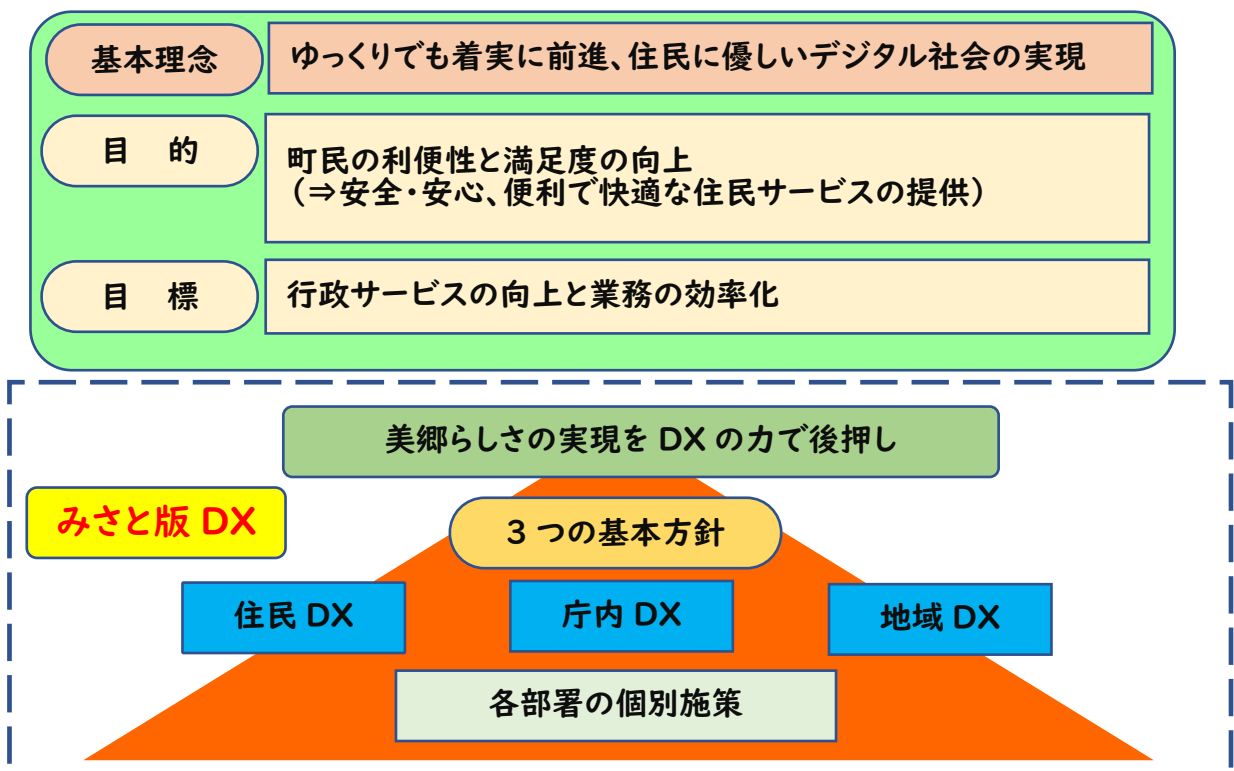 基本理念
ゆっくりでも着実に前進、住民に優しいデジタル社会の実現
目　的
町民の利便性と満足度の向上
（⇒安全・安心、便利で快適な住民サービスの提供）
目　標
行政サービスの向上と業務の効率化
美郷らしさの実現を DX の力で後押し
みさと版 DX
3 つの基本方針
住民 DX
庁内 DX
地域 DX
各部署の個別施策